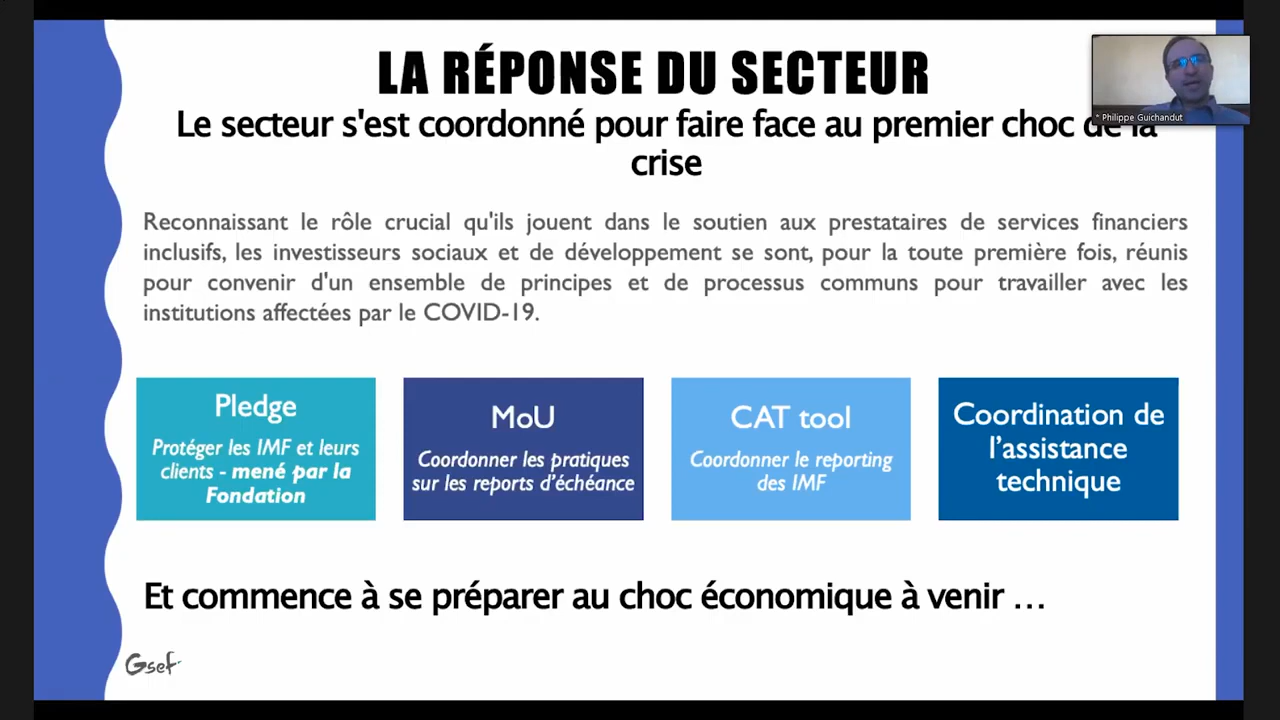 LA RÉPONSE DU SECTEUR
Le secteur s'est coordonné pour faire face au premier choc de la
crise
* Philippe Guichandut
Reconnaissant le rôle crucial qu'ils jouent dans le soutien aux prestataires de services financiers
inclusifs, les investisseurs sociaux et de développement se sont, pour la toute première fois, réunis
pour convenir d'un ensemble de principes et de processus communs pour travailler avec les
institutions affectées par le COVID-19.
Pledge
Protéger les IMF et leurs
clients - mené par la
Fondation
MoU
Coordonner les pratiques
sur les reports d’échéance
CAT tool
Coordonner le reporting
des IMF
Coordination de
l’assistance
technique
Et commence à se préparer au choc économique à venir …
Gsef